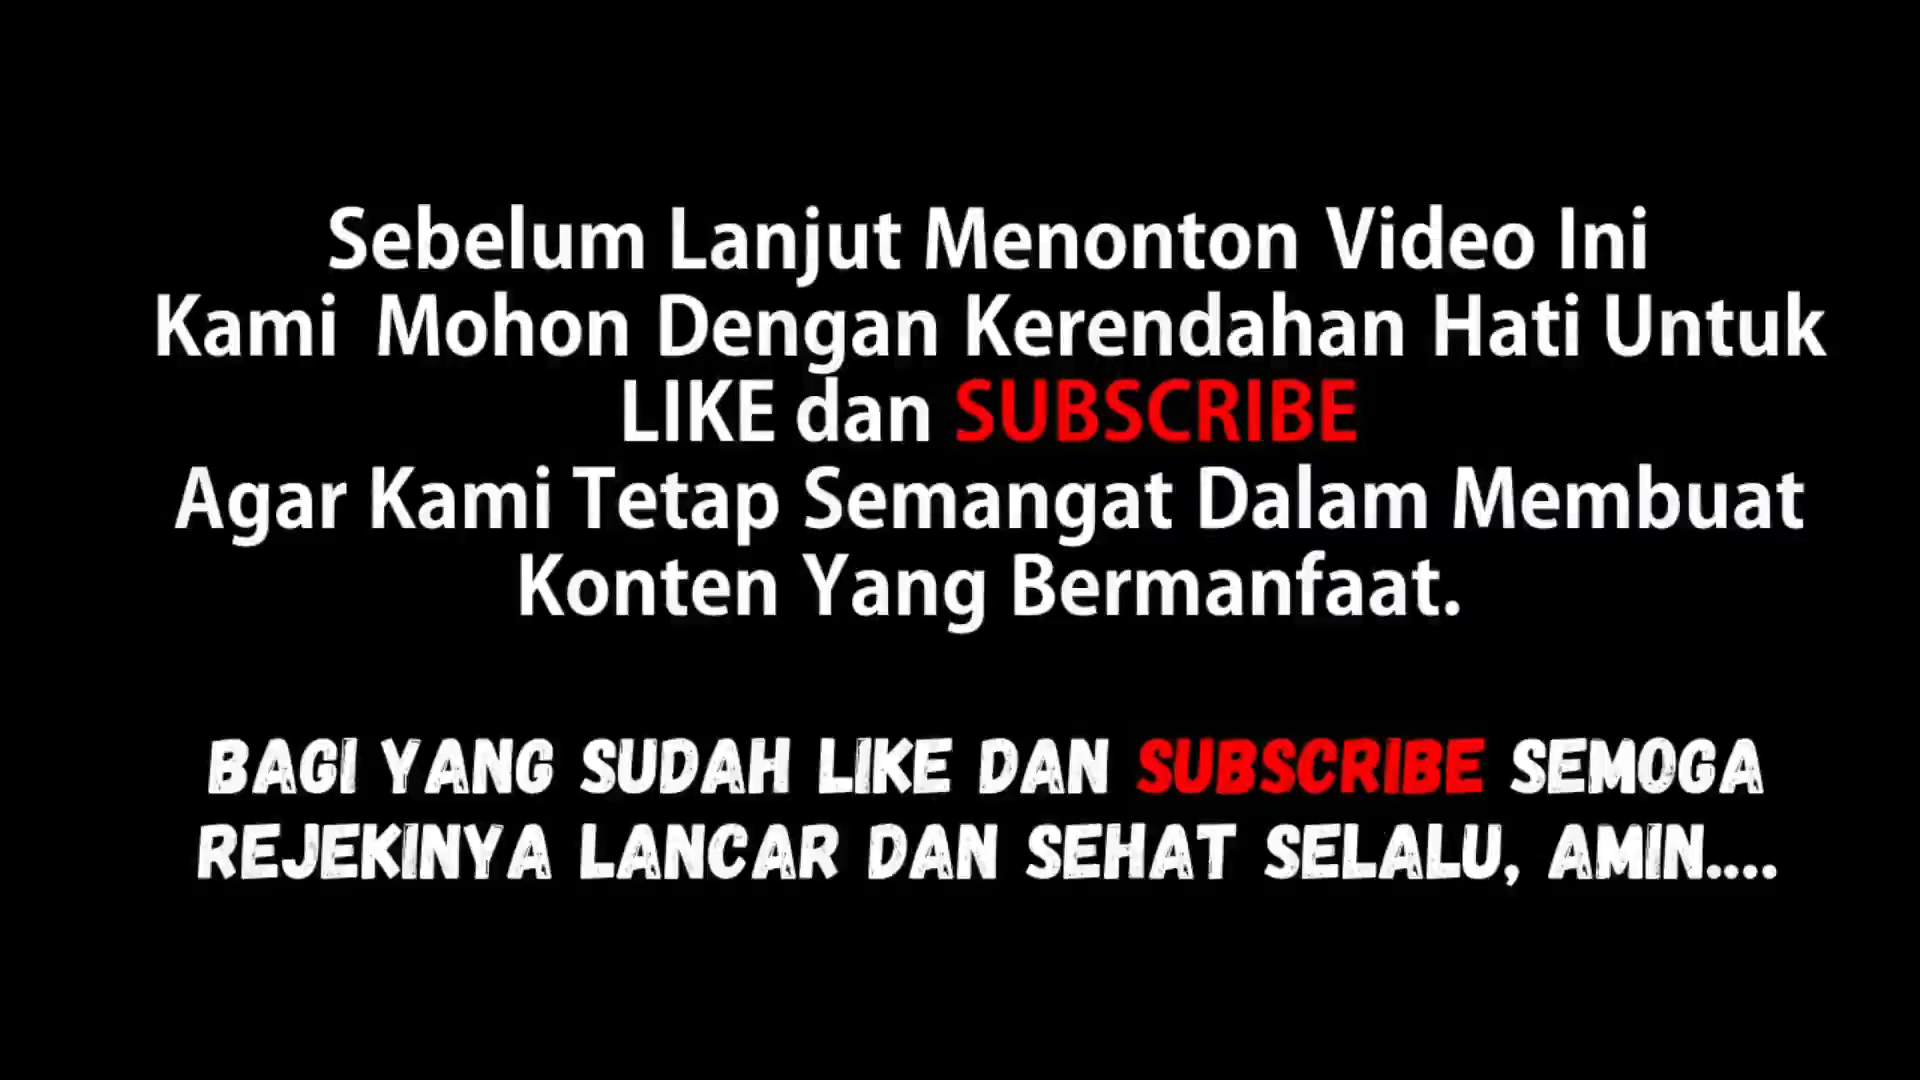 Sebelum Lanjut Menonton Video Ini
Kami Mohon Dengan Kerendahan Hati Untuk
LIKE dan SUBSCRIBE
Agar Kami Tetap Semangat Dalam Membuat
Konten Yang Bermanfaat.
BAGI YANG SUDAH LIKE DAN SUBSCRIBE SEMOGA
REJEKINYA LANCAR DAN SEHAT SELALU, AMIN....